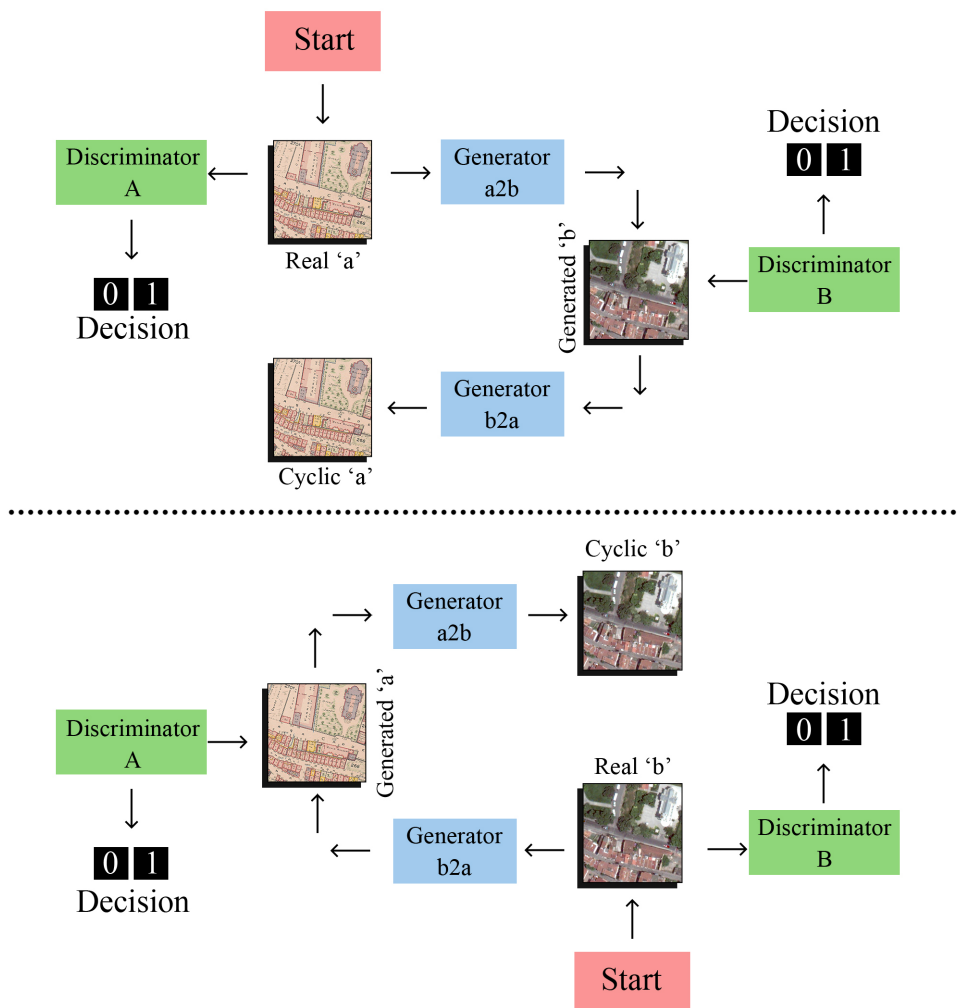 Start
Discriminator
A
Generator
a2b
Decision
0 1
Real ‘a’
Generated ‘b’
Discriminator
B
0 1
Decision
Generator
b2a
Cyclic ‘a’
Cyclic ‘b’
Generator
a2b
Generated ‘a’
Discriminator
A
Decision
0 1
Real ‘b’
Generator
b2a
Discriminator
B
0 1
Decision
Start